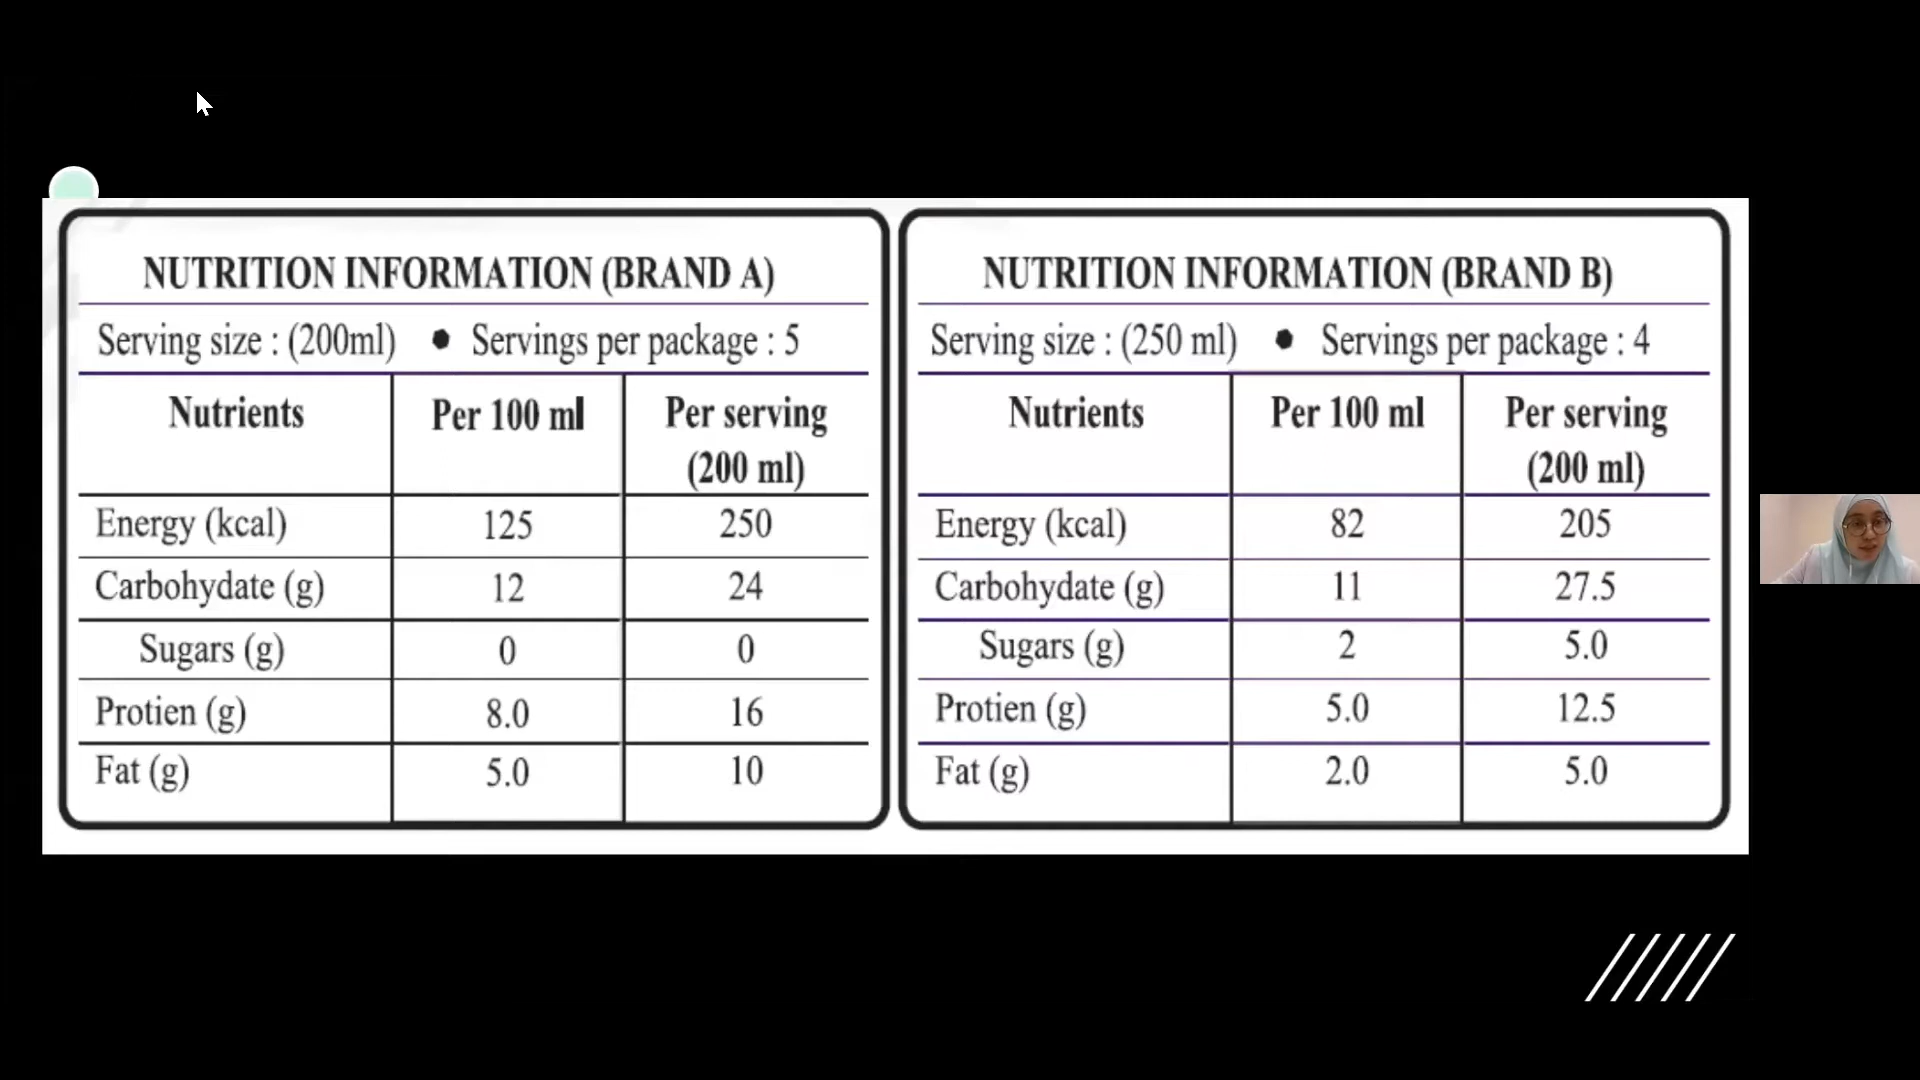 NUTRITION INFORMATION (BRAND A)
Serving size : (200ml) • Servings per package : 5
Nutrients Per 100 ml Per serving (200 ml)
Energy (kcal) 125 250
Carbohydate (g) 12 24
Sugars (g) 0 0
Protien (g) 8.0 16
Fat (g) 5.0 10
NUTRITION INFORMATION (BRAND B)
Serving size : (250 ml) • Servings per package : 4
Nutrients Per 100 ml Per serving (200 ml)
Energy (kcal) 82 205
Carbohydate (g) 11 27.5
Sugars (g) 2 5.0
Protien (g) 5.0 12.5
Fat (g) 2.0 5.0